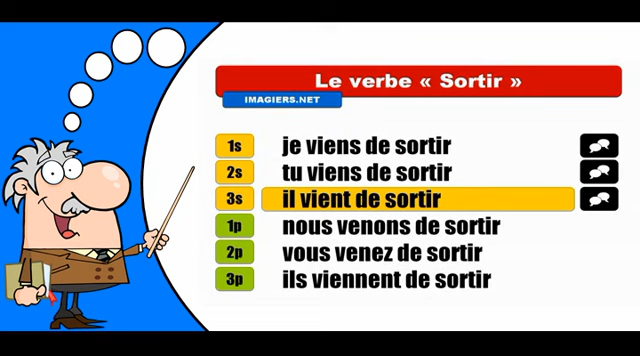 Le verbe « Sortir »
IMAGIERS.NET
1s je viens de sortir
2s tu viens de sortir
3s il vient de sortir
1p nous venons de sortir
2p vous venez de sortir
3p ils viennent de sortir